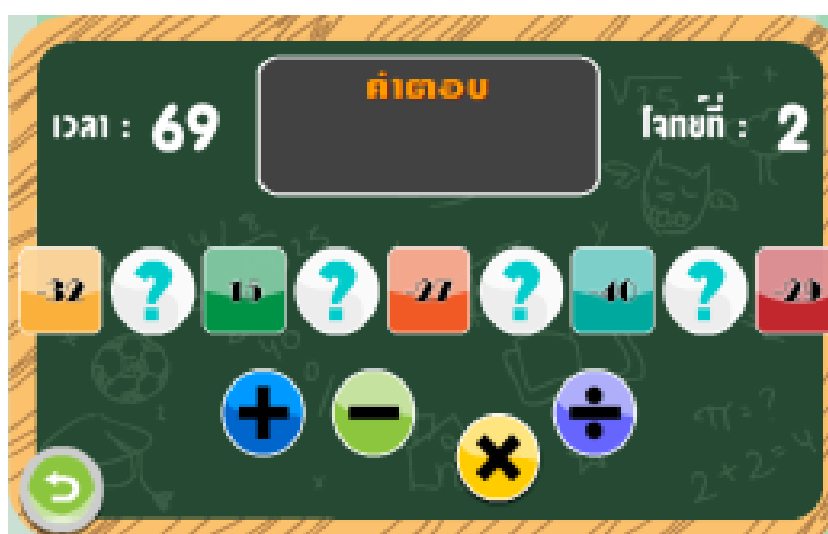 คำตอบ
เวลา : 69
โจทย์ที่ : 2
-32 ? 15 ? -27 ? -40 ? -29
+ − × ÷